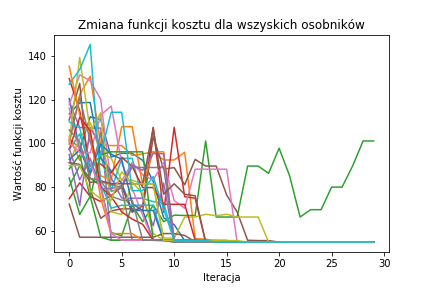 Zmiana funkcji kosztu dla wszyskich osobników
Wartość funkcji kosztu
140
120
100
80
60
0 5 10 15 20 25 30
Iteracja